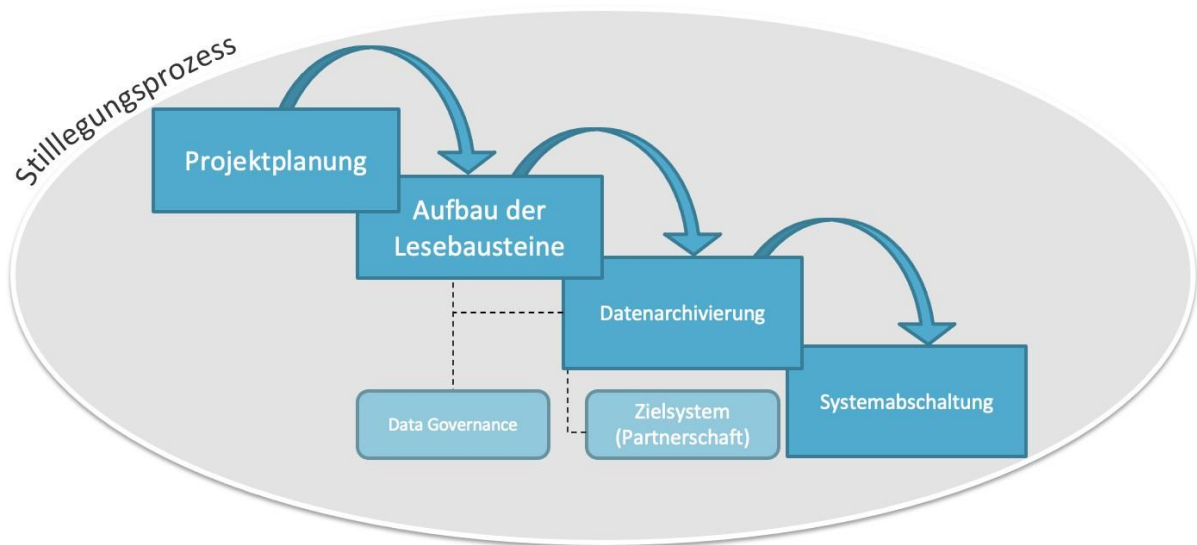 Stilllegungsprozess
Projektplanung
Aufbau der
Lesebausteine
Datenarchivierung
Systemabschaltung
Data Governance
Zielsystem
(Partnerschaft)